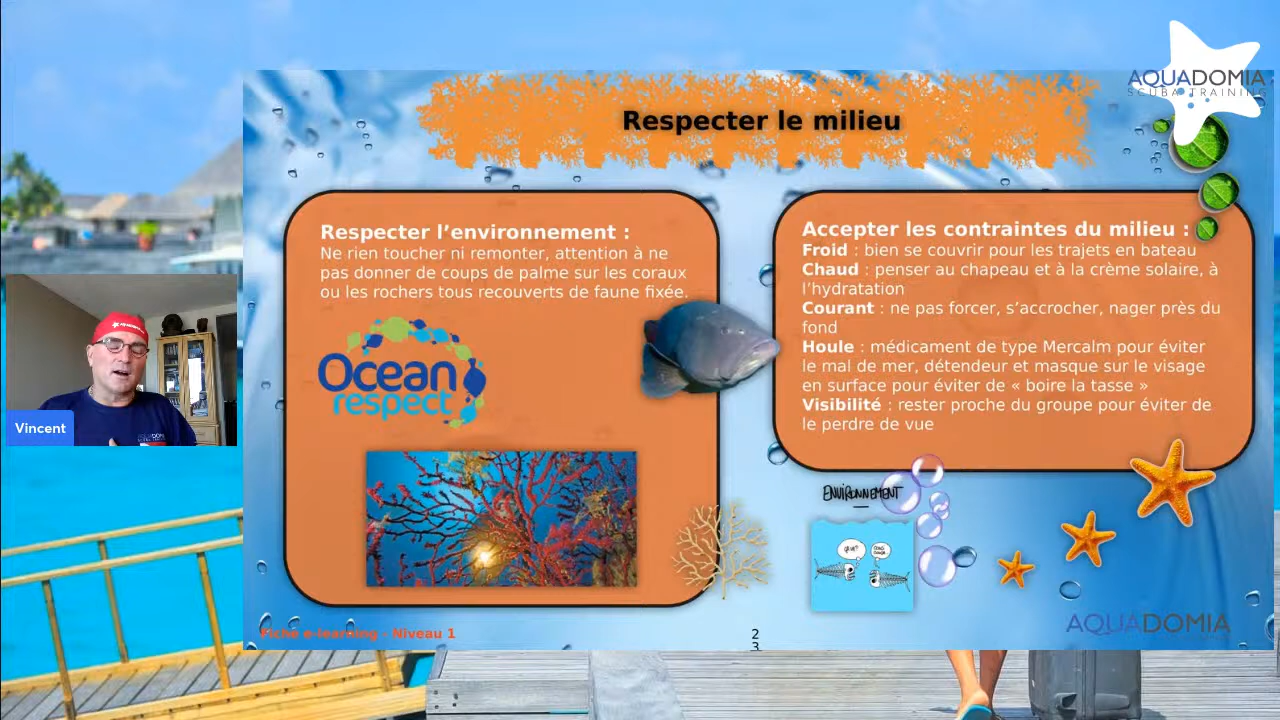 AQUADOMIA
SCUBA TRAINING
Respecter le milieu
Respecter l’environnement :
Ne rien toucher ni remonter, attention à ne
pas donner de coups de palme sur les coraux
ou les rochers tous recouverts de faune fixée.
Ocean
respect
Accepter les contraintes du milieu :
Froid : bien se couvrir pour les trajets en bateau
Chaud : penser au chapeau et à la crème solaire, à
l’hydratation
Courant : ne pas forcer, s’accrocher, nager près du
fond
Houle : médicament de type Mercalm pour éviter
le mal de mer, détendeur et masque sur le visage
en surface pour éviter de « boire la tasse »
Visibilité : rester proche du groupe pour éviter de
le perdre de vue
Vincent
ENVIRONNEMENT
Fiche e-learning - Niveau 1
2
3
AQUADOMIA